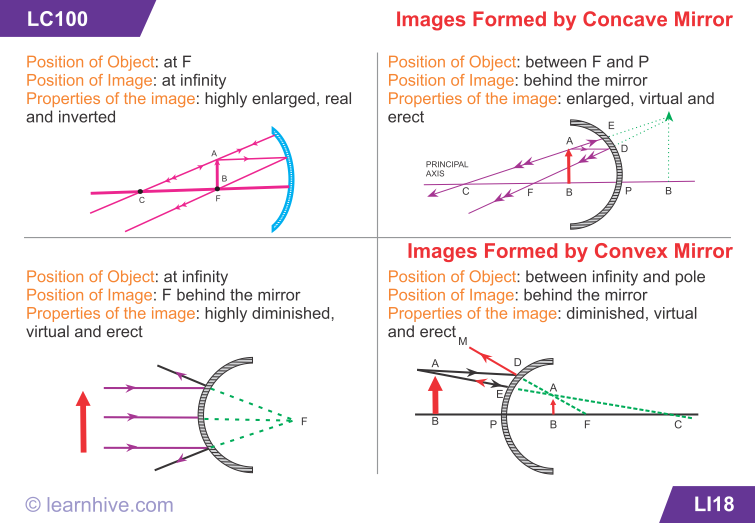 LC100
Images Formed by Concave Mirror
Position of Object: at F
Position of Image: at infinity
Properties of the image: highly enlarged, real
and inverted
A
B
C
F
Position of Object: between F and P
Position of Image: behind the mirror
Properties of the image: enlarged, virtual and
erect
E
A
D
PRINCIPAL
AXIS
C
F
B
P
B
Images Formed by Convex Mirror
Position of Object: at infinity
Position of Image: F behind the mirror
Properties of the image: highly diminished,
virtual and erect
F
Position of Object: between infinity and pole
Position of Image: behind the mirror
Properties of the image: diminished, virtual
and erect
M
A
D
E
A
B
P
B
F
C
© learnhive.com
LI18